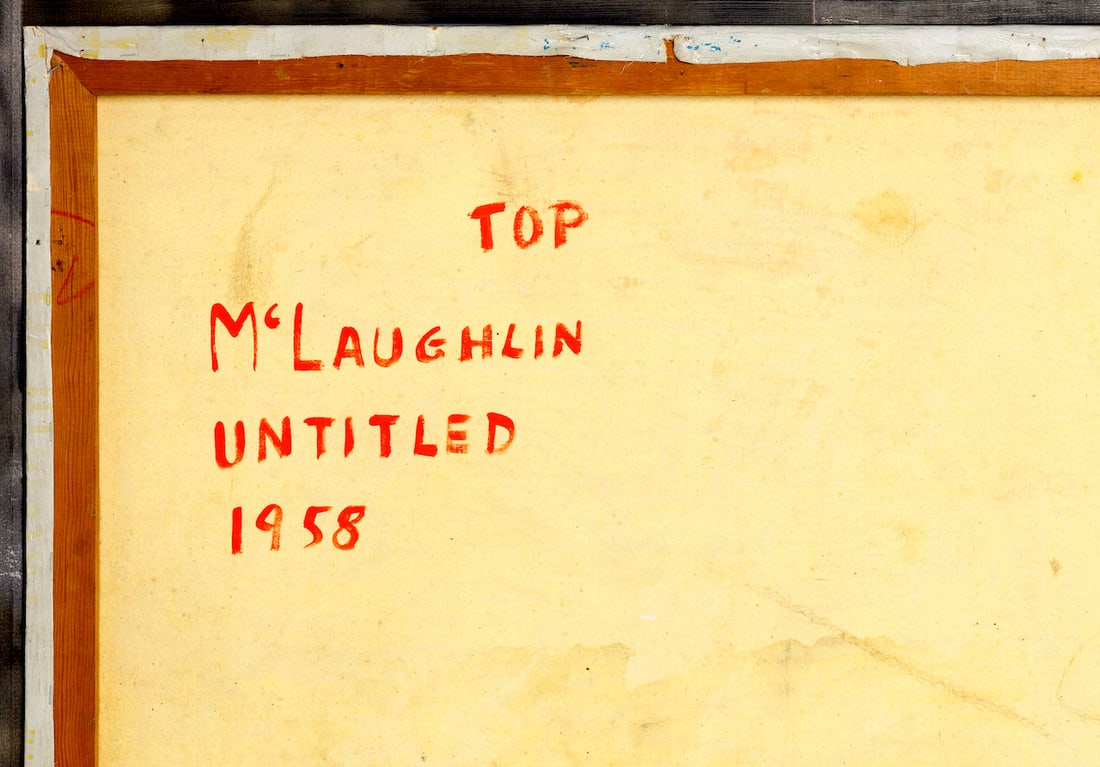 TOP
McLAUGHLIN
UNTITLED
1958